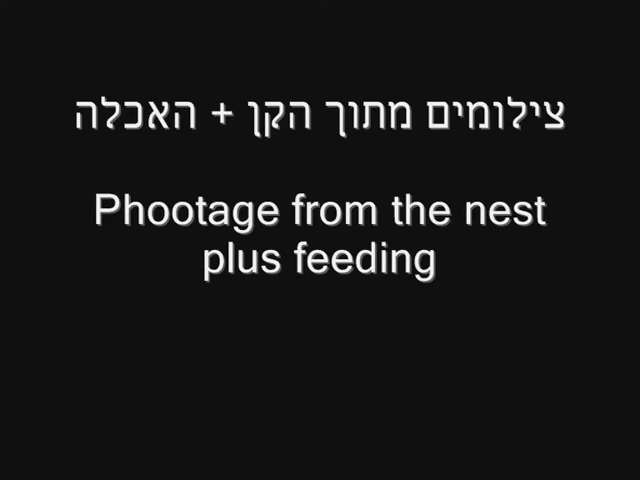 צילומים מתוך הקן + האכלה
Phootage from the nest
plus feeding